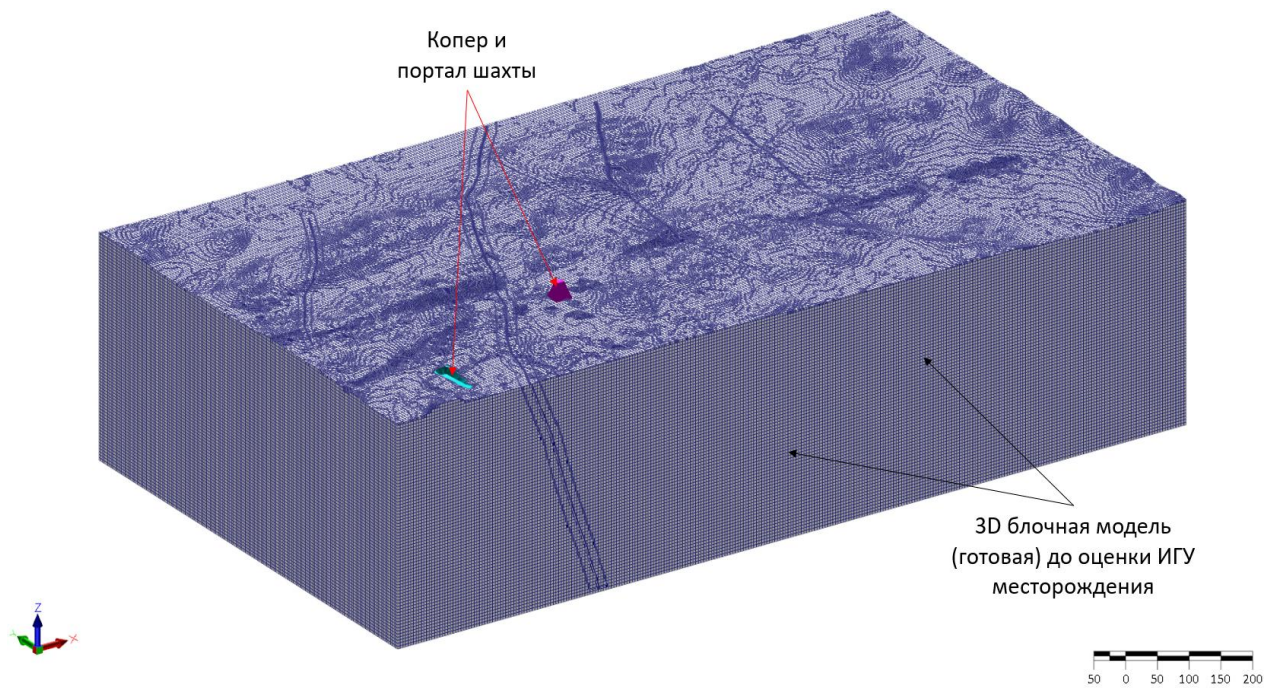 Копер и
портал шахты
3D блочная модель
(готовая) до оценки ИГУ
месторождения
Z
Y
X
50 0 50 100 150 200